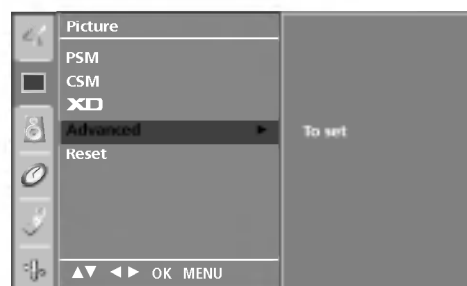 Picture
PSM
CSM
XD
Advanced ► To set
Reset
▲▼ ◄► OK MENU